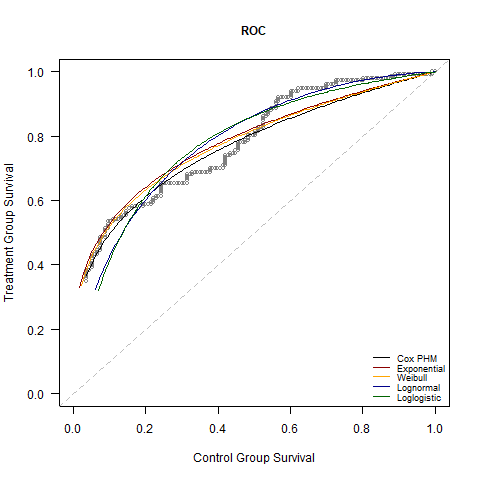 ROC
Treatment Group Survival
1.0
0.8
0.6
0.4
0.2
0.0
Cox PHM
Exponential
Weibull
Lognormal
Loglogistic
0.0 0.2 0.4 0.6 0.8 1.0
Control Group Survival